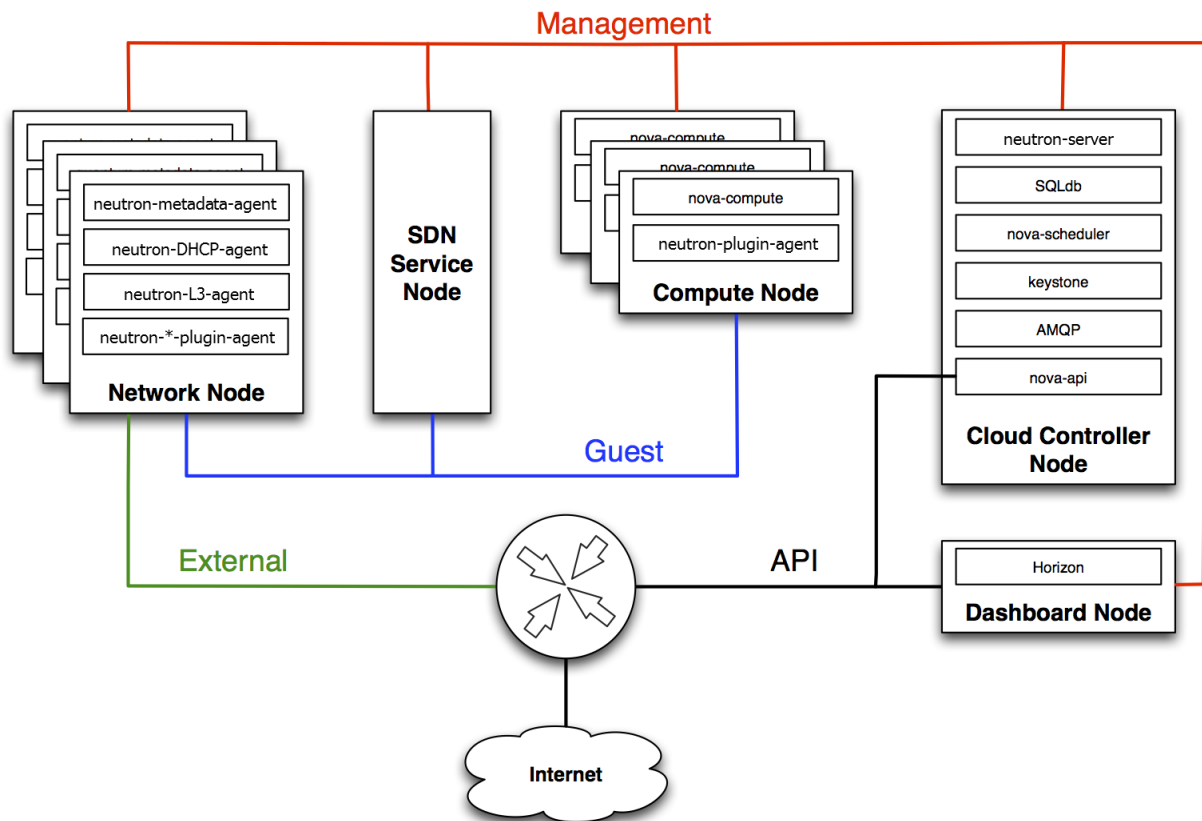 Management
neutron-metadata-agent
neutron-DHCP-agent
neutron-L3-agent
neutron-*-plugin-agent
Network Node
SDN
Service
Node
nova-compute
nova-compute
nova-compute
neutron-plugin-agent
Compute Node
neutron-server
SQLdb
nova-scheduler
keystone
AMQP
nova-api
Cloud Controller
Node
Guest
External
API
Horizon
Dashboard Node
Internet